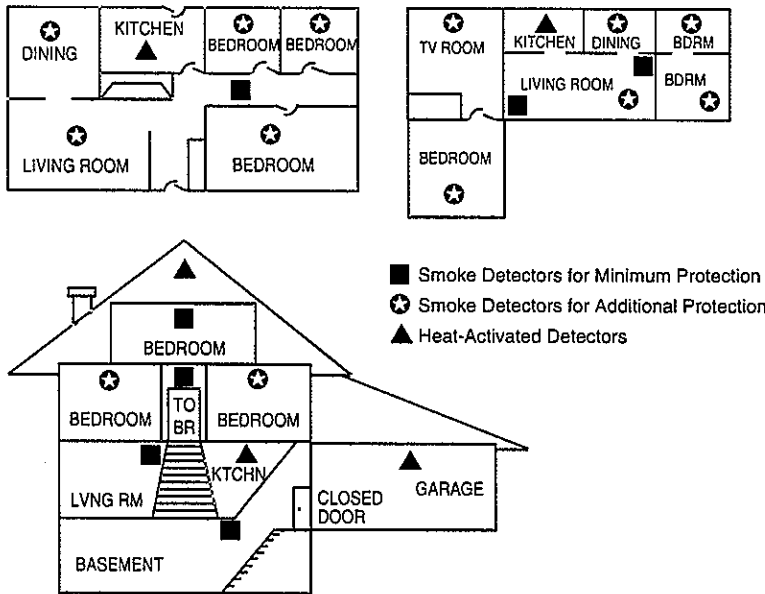 DINING
KITCHEN
BEDROOM
BEDROOM
LIVING ROOM
BEDROOM
TV ROOM
KITCHEN
DINING
BDRM
LIVING ROOM
BDRM
BEDROOM
Smoke Detectors for Minimum Protection
Smoke Detectors for Additional Protection
Heat-Activated Detectors
BEDROOM
BEDROOM
TO
BR
BEDROOM
LVNG RM
KTCHN
CLOSED
DOOR
GARAGE
BASEMENT